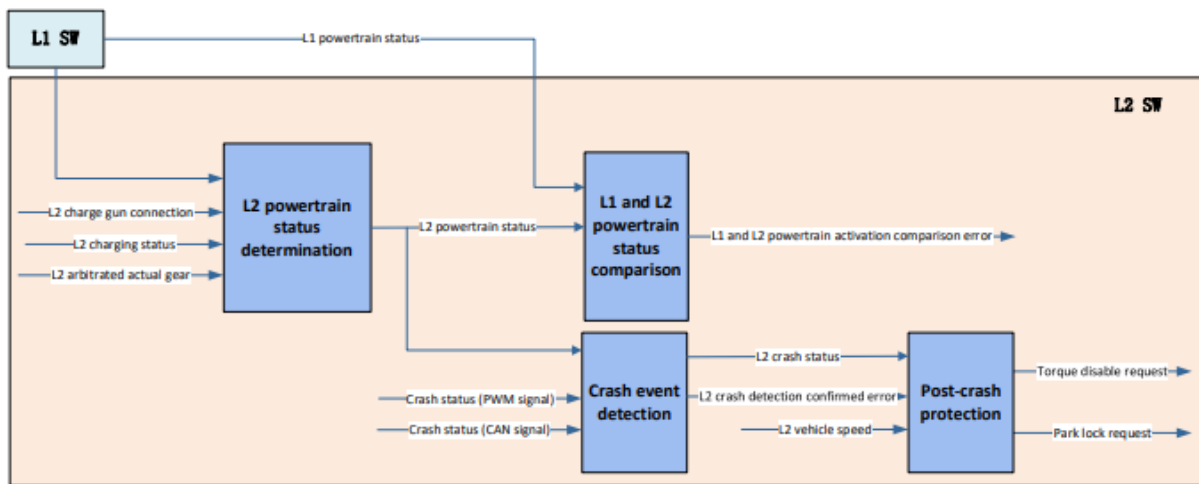 L1 SW
L1 powertrain status
L2 SW
L2 charge gun connection
L2 charging status
L2 arbitrated actual gear
L2 powertrain
status
determination
L2 powertrain status
L1 and L2
powertrain
status
comparison
L1 and L2 powertrain activation comparison error
Crash status (PWM signal)
Crash status (CAN signal)
Crash event
detection
L2 crash status
L2 crash detection confirmed error
L2 vehicle speed
Post-crash
protection
Torque disable request
Park lock request